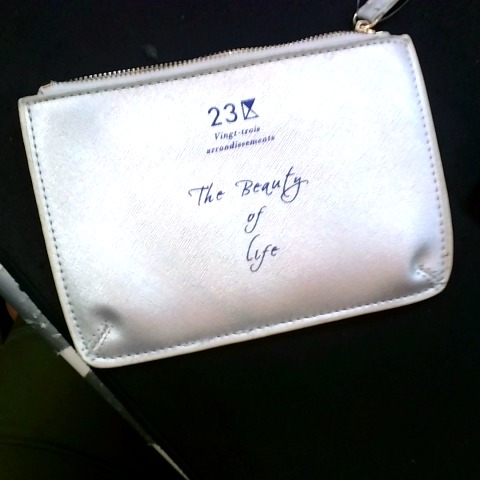 23
Vingt-trois
arrondissements
The Beauty
of
life